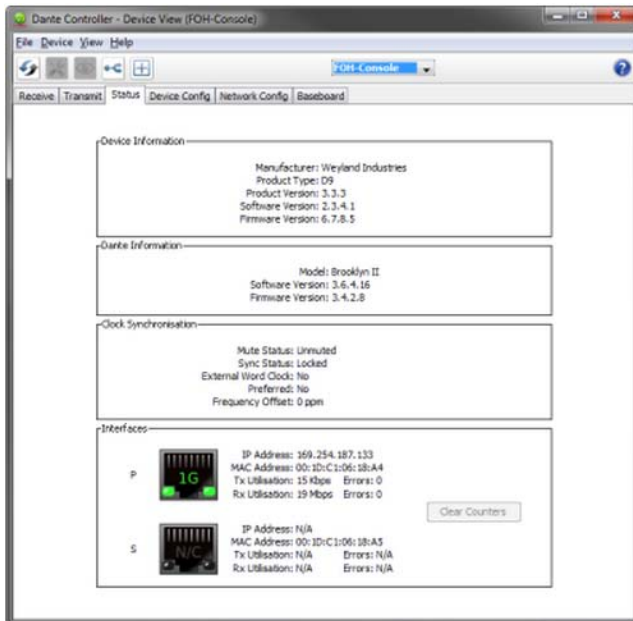 Dante Controller - Device View (FOH-Console)
File Device View Help
FOH-Console
?
Receive Transmit Status Device Config Network Config Baseboard
Device Information
Manufacturer: Weyland Industries
Product Type: D9
Product Version: 3.3.3
Software Version: 2.3.4.1
Firmware Version: 6.7.8.5
Dante Information
Model: Brooklyn II
Software Version: 3.6.4.16
Firmware Version: 3.4.2.8
Clock Synchronisation
Mute Status: Unmuted
Sync Status: Locked
External Word Clock: No
Preferred: No
Frequency Offset: 0 ppm
Interfaces
P
1G
IP Address: 169.254.187.133
MAC Address: 00:1D:C1:06:18:A4
Tx Utilisation: 15 Kbps Errors: 0
Rx Utilisation: 19 Mbps Errors: 0
Clear Counters
S
N/C
IP Address: N/A
MAC Address: 00:1D:C1:06:18:A5
Tx Utilisation: N/A Errors: N/A
Rx Utilisation: N/A Errors: N/A